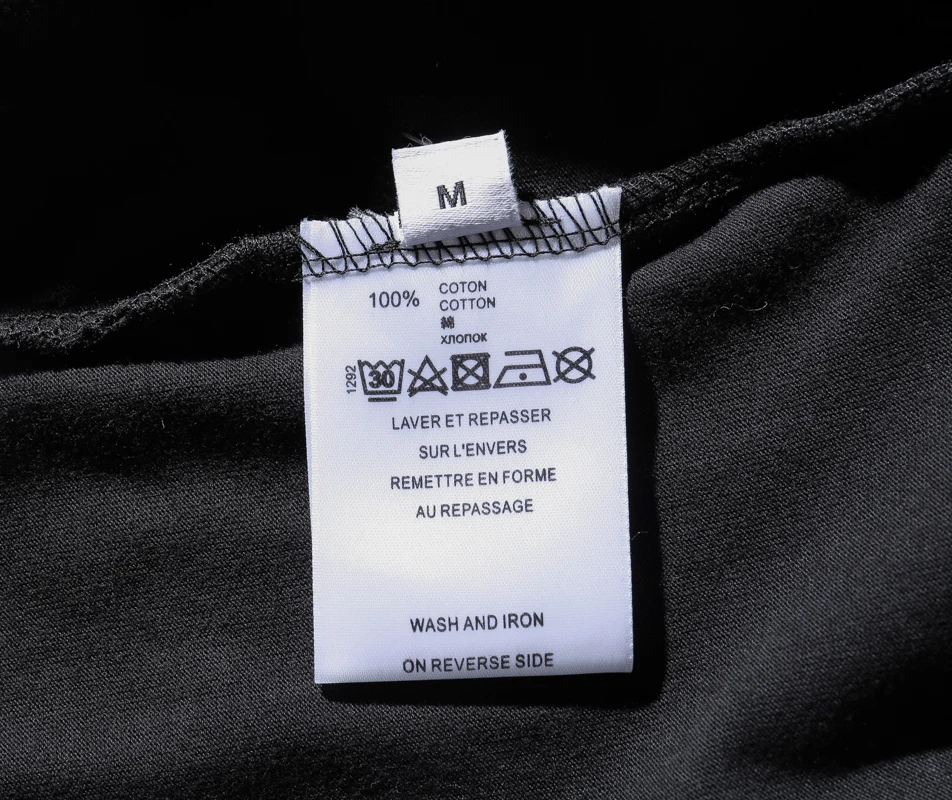 M
100% COTON
COTTON
ХЛОПОК
1292 30
LAVER ET REPASSER
SUR L'ENVERS
REMETTRE EN FORME
AU REPASSAGE
WASH AND IRON
ON REVERSE SIDE